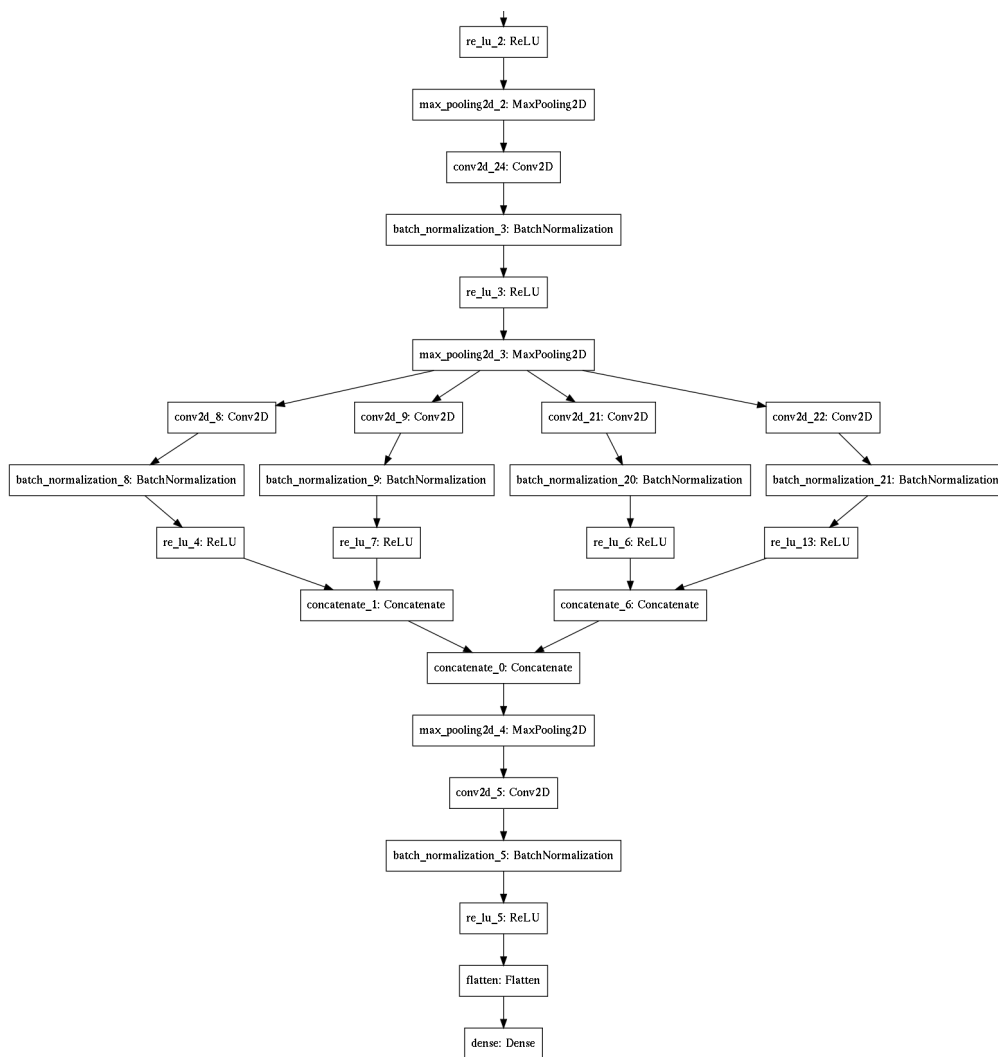 re_lu_2: ReLU
max_pooling2d_2: MaxPooling2D
conv2d_24: Conv2D
batch_normalization_3: BatchNormalization
re_lu_3: ReLU
max_pooling2d_3: MaxPooling2D
conv2d_8: Conv2D
conv2d_9: Conv2D
conv2d_21: Conv2D
conv2d_22: Conv2D
batch_normalization_8: BatchNormalization
batch_normalization_9: BatchNormalization
batch_normalization_20: BatchNormalization
batch_normalization_21: BatchNormalization
re_lu_4: ReLU
re_lu_7: ReLU
re_lu_6: ReLU
re_lu_13: ReLU
concatenate_1: Concatenate
concatenate_6: Concatenate
concatenate_0: Concatenate
max_pooling2d_4: MaxPooling2D
conv2d_5: Conv2D
batch_normalization_5: BatchNormalization
re_lu_5: ReLU
flatten: Flatten
dense: Dense